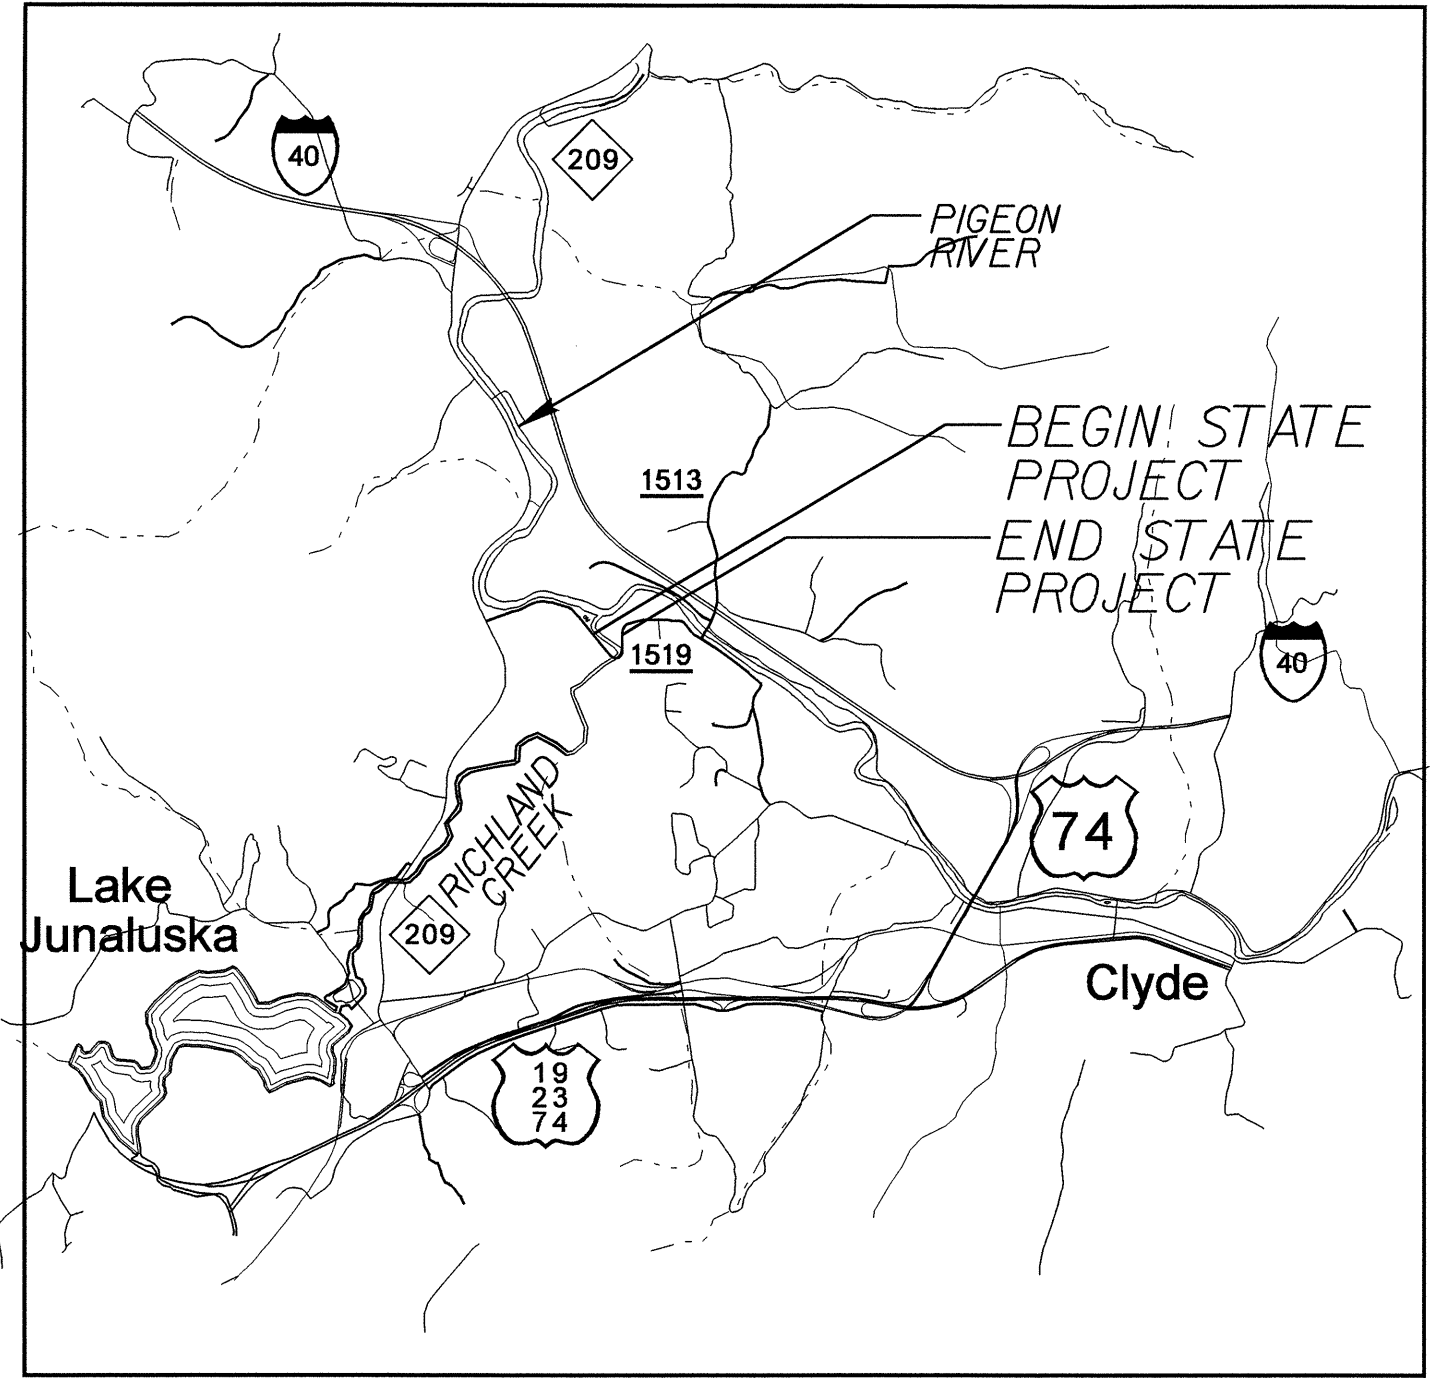 40
209
PIGEON
RIVER
BEGIN STATE
PROJECT
1513
END STATE
PROJECT
1519
40
74
RICHLAND
CREEK
Lake
Junaluska
209
Clyde
19
23
74